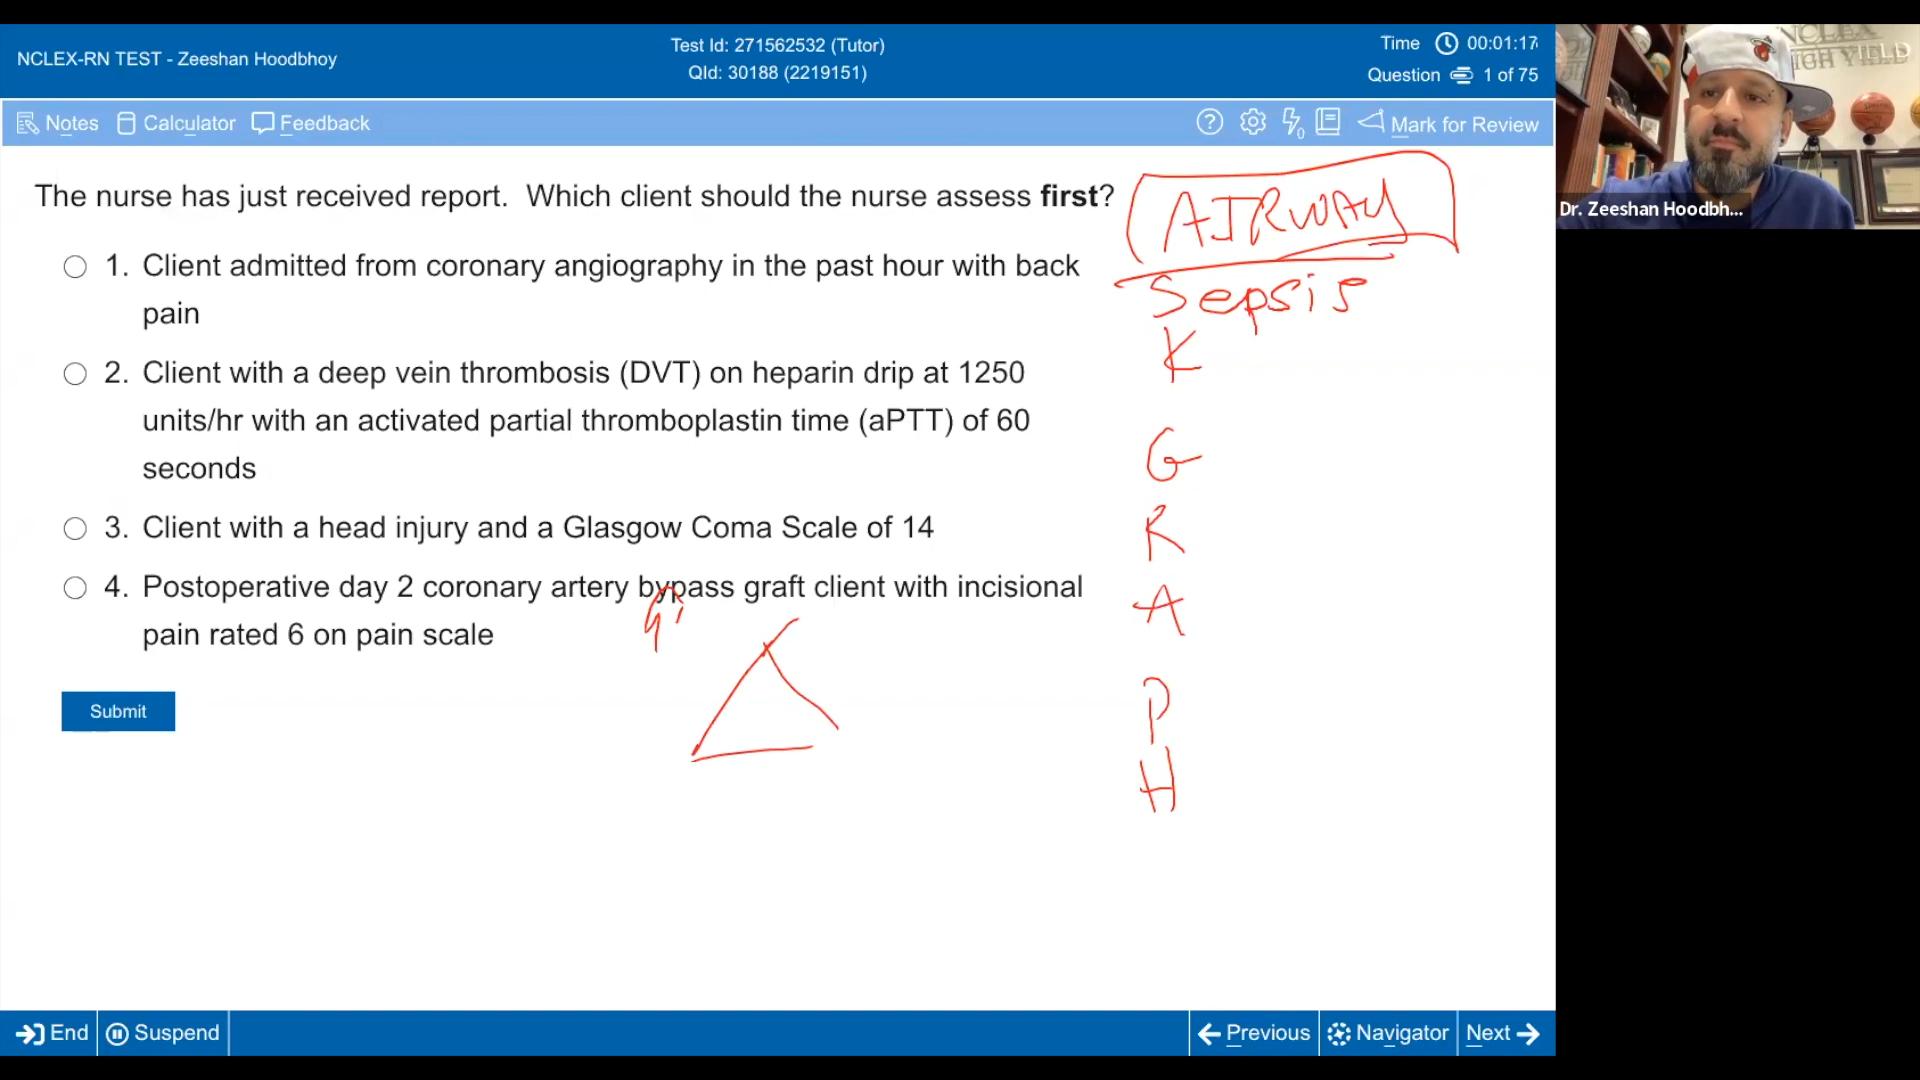 NCLEX-RN TEST - Zeeshan Hoodbhoy
Test Id: 271562532 (Tutor)
QId: 30188 (2219151)
Time 00:01:17
Question 1 of 75
Notes Calculator Feedback
Mark for Review
The nurse has just received report. Which client should the nurse assess first?
1. Client admitted from coronary angiography in the past hour with back
pain
2. Client with a deep vein thrombosis (DVT) on heparin drip at 1250
units/hr with an activated partial thromboplastin time (aPTT) of 60
seconds
3. Client with a head injury and a Glasgow Coma Scale of 14
4. Postoperative day 2 coronary artery bypass graft client with incisional
pain rated 6 on pain scale
Submit
AIRWAY
Sepsis
K
G
R
A
P
H
NCLEX
HIGH YIELD
Dr. Zeeshan Hoodbh...
End Suspend
Previous Navigator Next